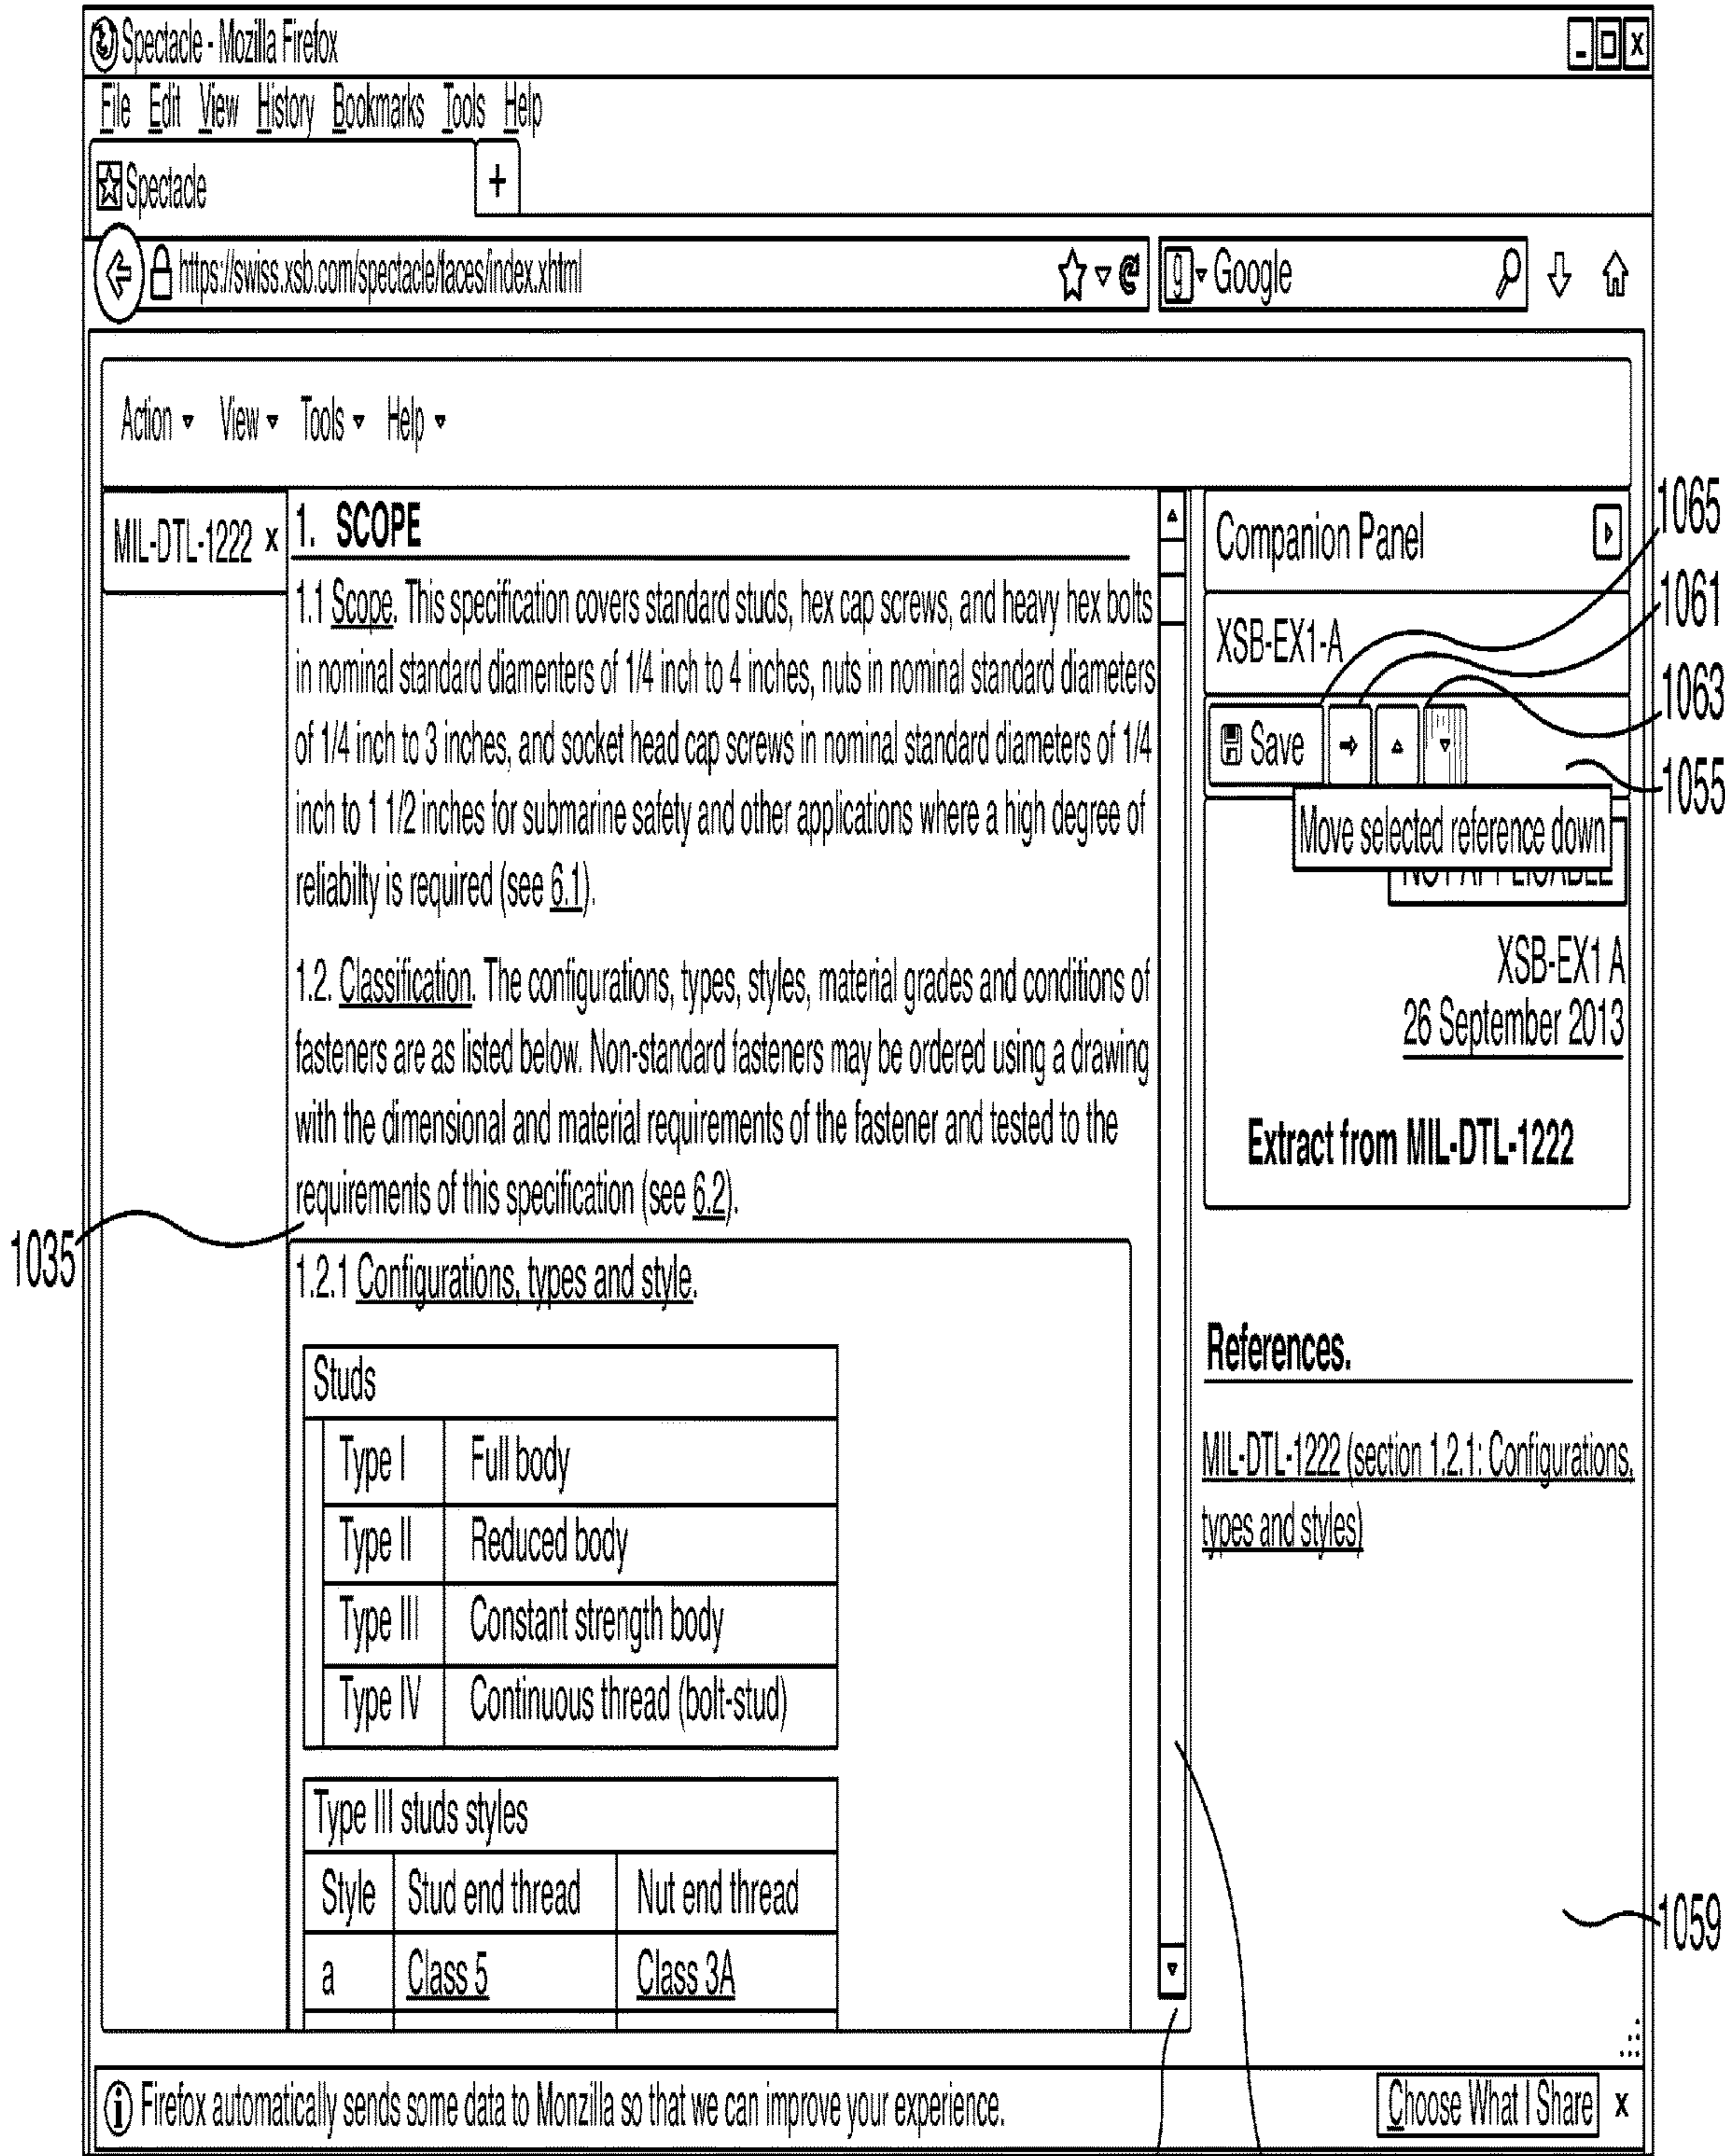 Spectacle - Mozilla Firefox
File Edit View History Bookmarks Tools Help
Spectacle
+
https://swiss.xsb.com/spectacle/faces/index.xhtml
g Google
Action View Tools Help
MIL-DTL-1222 x
1. SCOPE
1.1 Scope. This specification covers standard studs, hex cap screws, and heavy hex bolts
in nominal standard diamenters of 1/4 inch to 4 inches, nuts in nominal standard diameters
of 1/4 inch to 3 inches, and socket head cap screws in nominal standard diameters of 1/4
inch to 1 1/2 inches for submarine safety and other applications where a high degree of
reliabilty is required (see 6.1).
1.2. Classification. The configurations, types, styles, material grades and conditions of
fasteners are as listed below. Non-standard fasteners may be ordered using a drawing
with the dimensional and material requirements of the fastener and tested to the
requirements of this specification (see 6.2).
1035
1.2.1 Configurations, types and style.
Studs
Type I Full body
Type II Reduced body
Type III Constant strength body
Type IV Continuous thread (bolt-stud)
Type III studs styles
Style Stud end thread Nut end thread
a Class 5 Class 3A
Companion Panel
1065
1061
XSB-EX1-A
1063
Save
1055
Move selected reference down
NOT APPLICABLE
XSB-EX1 A
26 September 2013
Extract from MIL-DTL-1222
References.
MIL-DTL-1222 (section 1.2.1: Configurations,
types and styles)
1059
Firefox automatically sends some data to Monzilla so that we can improve your experience.
Choose What I Share x